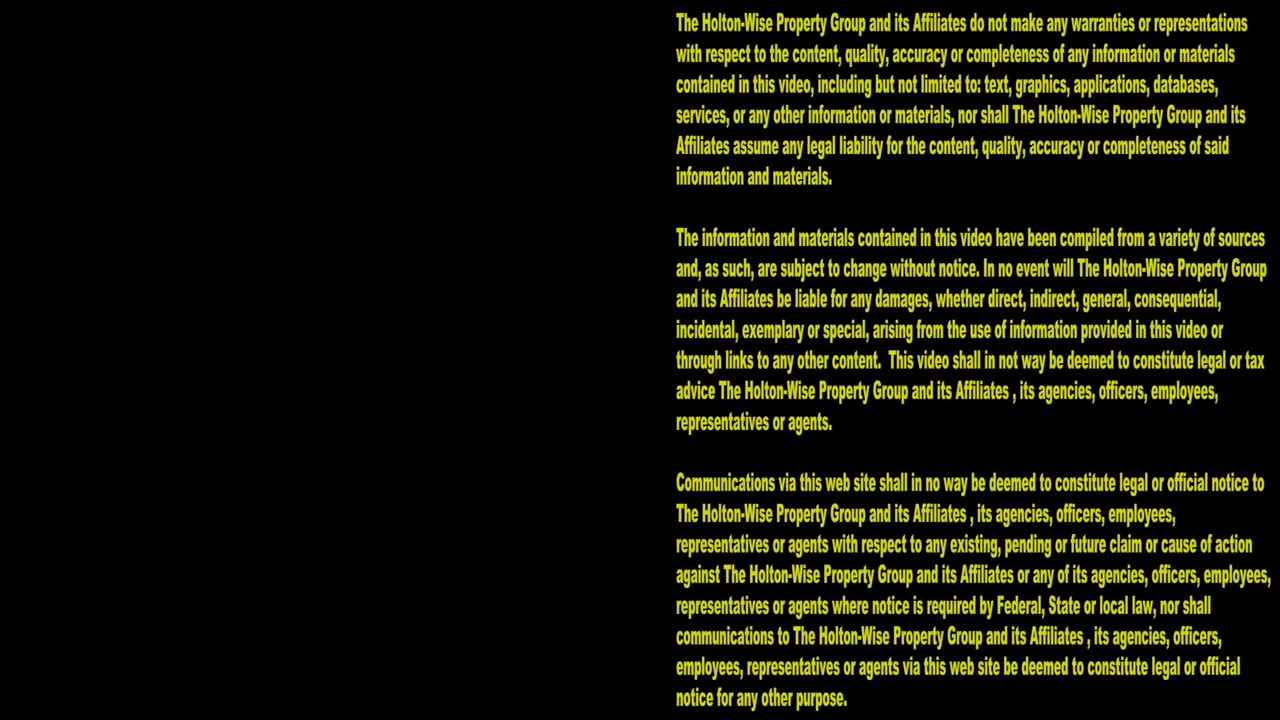 The Holton-Wise Property Group and its Affiliates do not make any warranties or representations
with respect to the content, quality, accuracy or completeness of any information or materials
contained in this video, including but not limited to: text, graphics, applications, databases,
services, or any other information or materials, nor shall The Holton-Wise Property Group and its
Affiliates assume any legal liability for the content, quality, accuracy or completeness of said
information and materials.
The information and materials contained in this video have been compiled from a variety of sources
and, as such, are subject to change without notice. In no event will The Holton-Wise Property Group
and its Affiliates be liable for any damages, whether direct, indirect, general, consequential,
incidental, exemplary or special, arising from the use of information provided in this video or
through links to any other content.  This video shall in not way be deemed to constitute legal or tax
advice The Holton-Wise Property Group and its Affiliates , its agencies, officers, employees,
representatives or agents.
Communications via this web site shall in no way be deemed to constitute legal or official notice to
The Holton-Wise Property Group and its Affiliates , its agencies, officers, employees,
representatives or agents with respect to any existing, pending or future claim or cause of action
against The Holton-Wise Property Group and its Affiliates or any of its agencies, officers, employees,
representatives or agents where notice is required by Federal, State or local law, nor shall
communications to The Holton-Wise Property Group and its Affiliates , its agencies, officers,
employees, representatives or agents via this web site be deemed to constitute legal or official
notice for any other purpose.